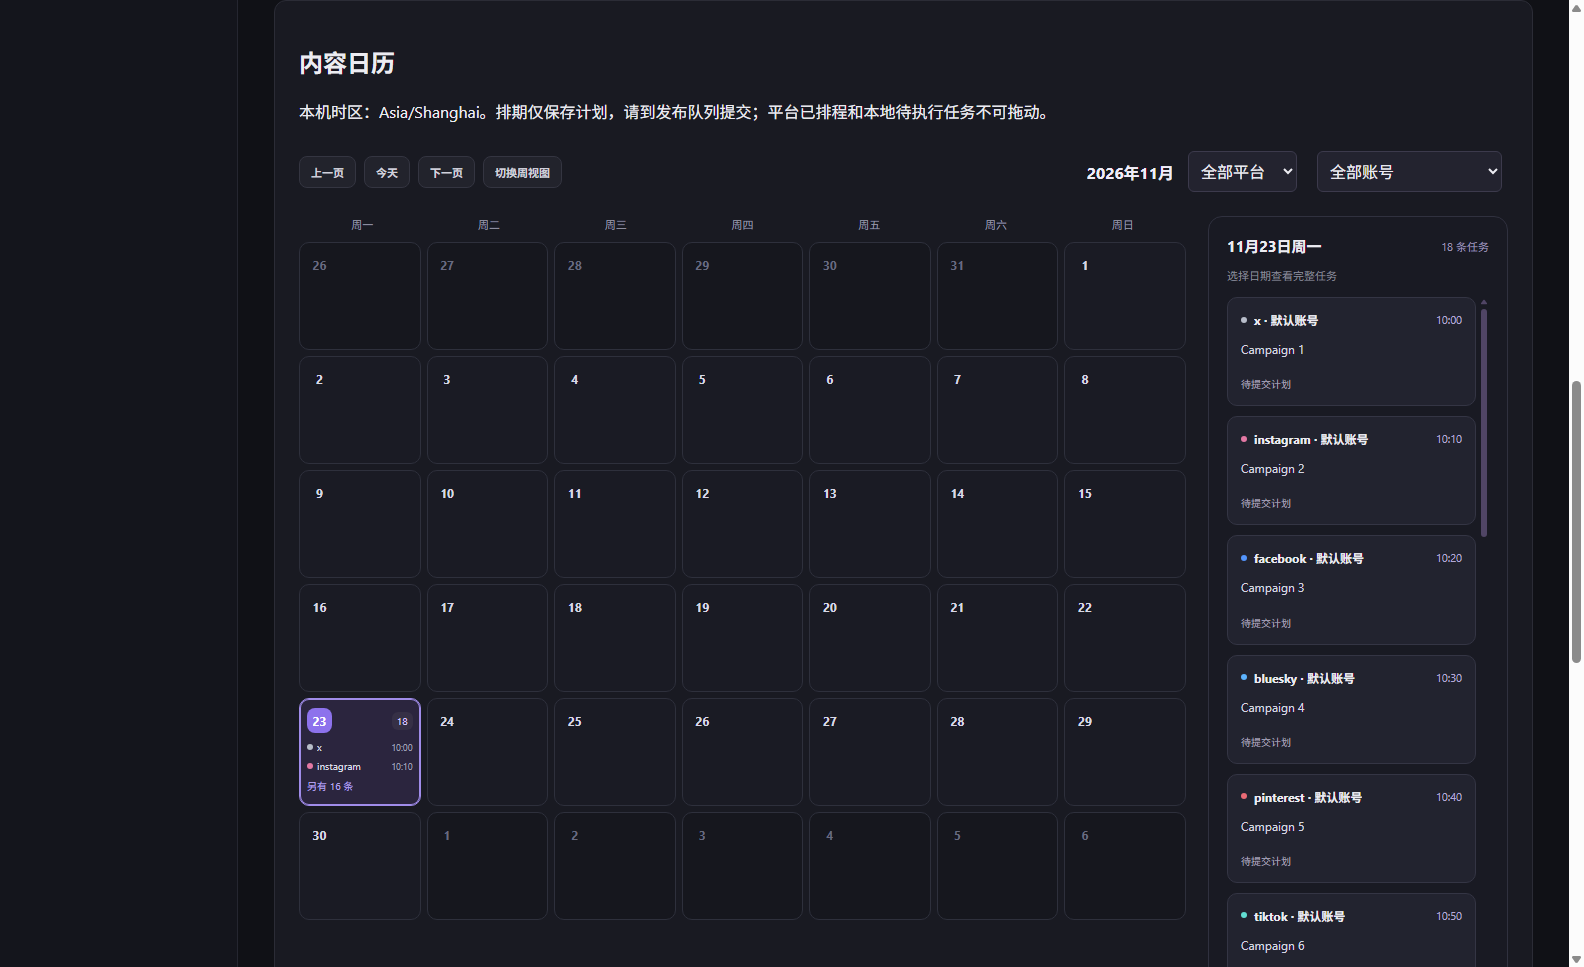 内容日历
本机时区：Asia/Shanghai。排期仅保存计划，请到发布队列提交；平台已排程和本地待执行任务不可拖动。
上一页 今天 下一页 切换周视图 2026年11月 全部平台 全部账号
周一 周二 周三 周四 周五 周六 周日
26 27 28 29 30 31 1
2 3 4 5 6 7 8
9 10 11 12 13 14 15
16 17 18 19 20 21 22
23 18 24 25 26 27 28 29
x 10:00
instagram 10:10
另有 16 条
30 1 2 3 4 5 6
11月23日周一 18 条任务
选择日期查看完整任务
x · 默认账号 10:00
Campaign 1
待提交计划
instagram · 默认账号 10:10
Campaign 2
待提交计划
facebook · 默认账号 10:20
Campaign 3
待提交计划
bluesky · 默认账号 10:30
Campaign 4
待提交计划
pinterest · 默认账号 10:40
Campaign 5
待提交计划
tiktok · 默认账号 10:50
Campaign 6